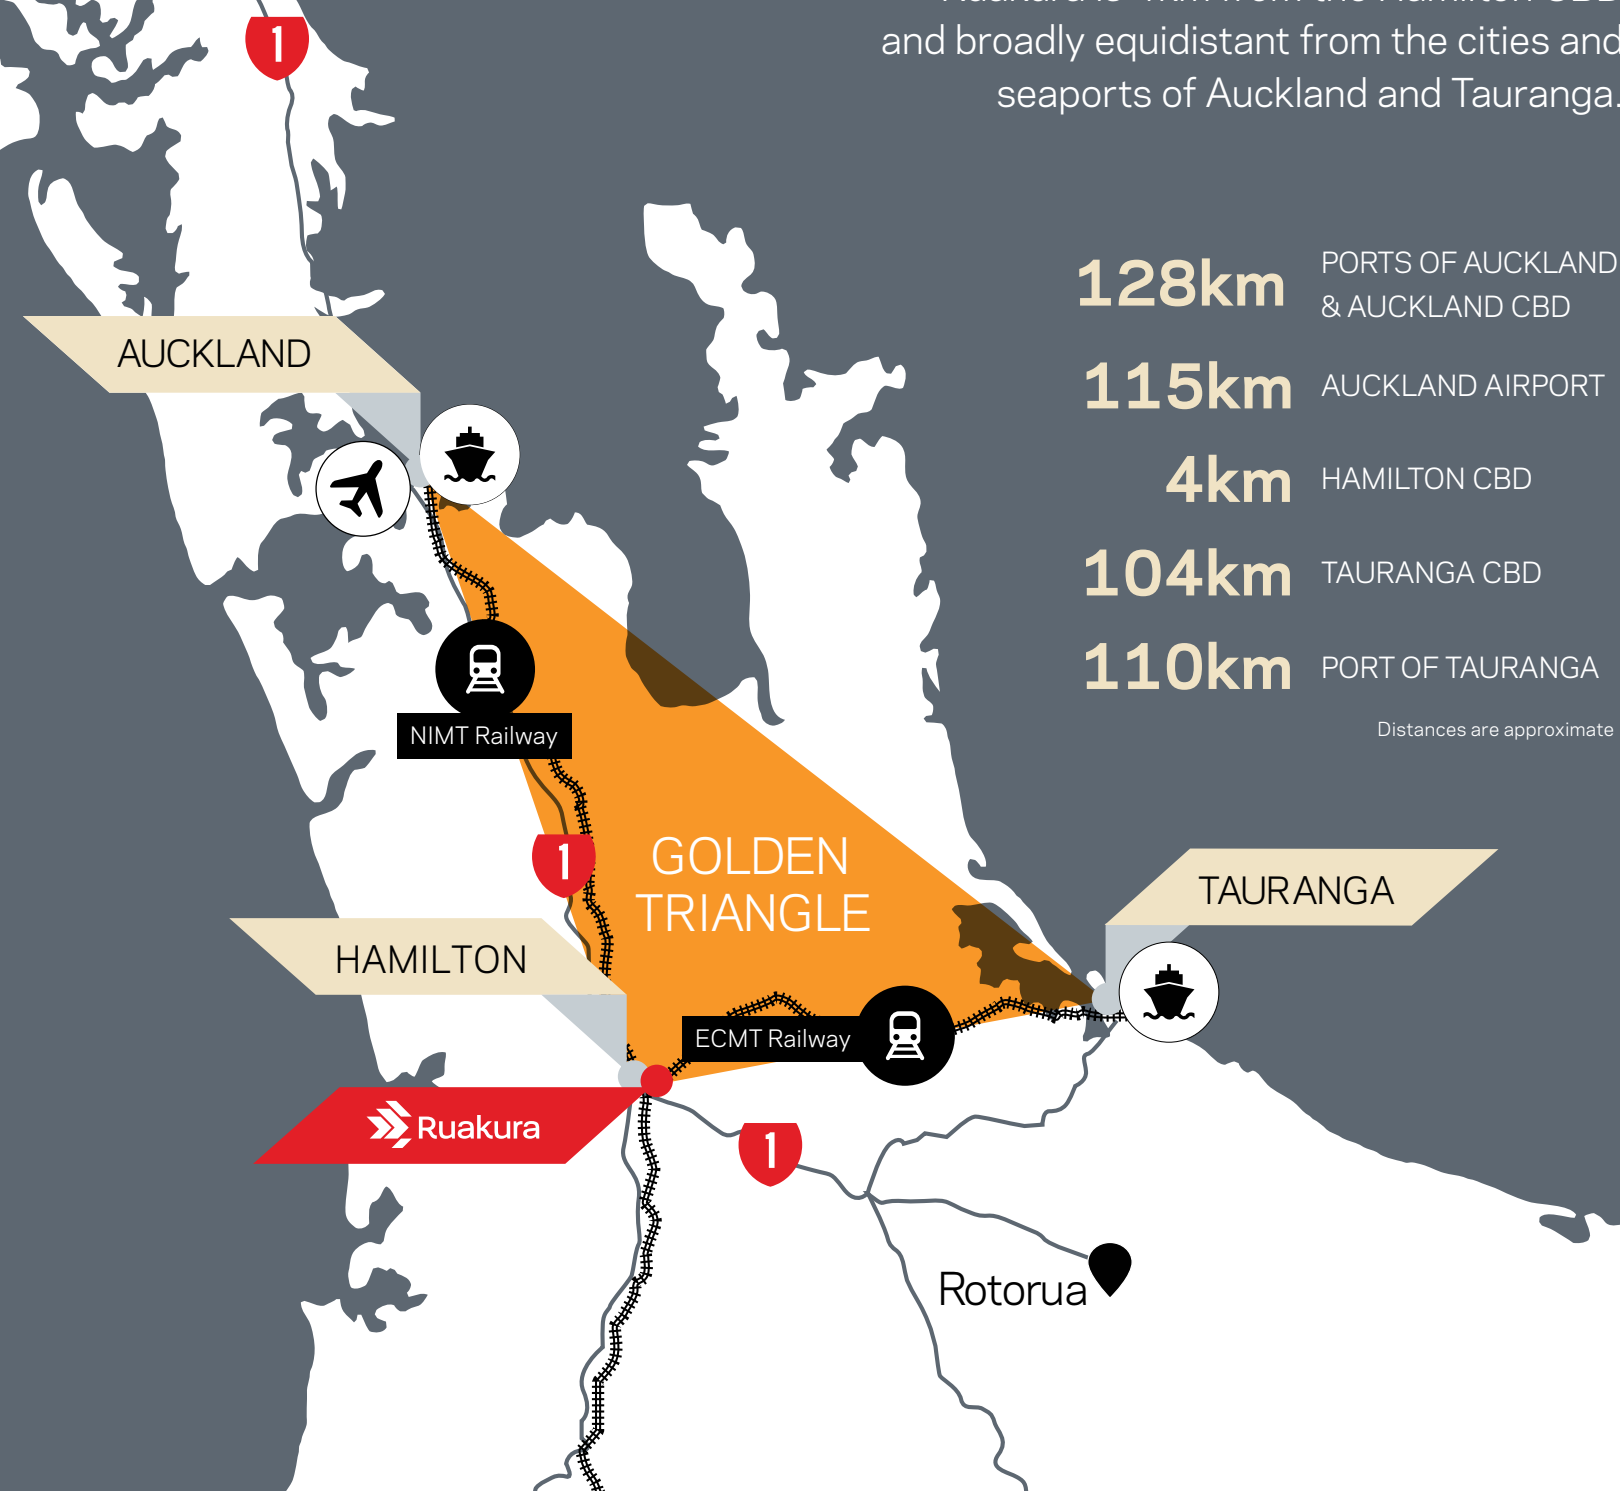 and broadly equidistant from the cities and
seaports of Auckland and Tauranga.
1
128km PORTS OF AUCKLAND
& AUCKLAND CBD
AUCKLAND
115km AUCKLAND AIRPORT
4km HAMILTON CBD
104km TAURANGA CBD
110km PORT OF TAURANGA
Distances are approximate
NIMT Railway
1
GOLDEN
TRIANGLE
TAURANGA
HAMILTON
ECMT Railway
Ruakura
1
Rotorua